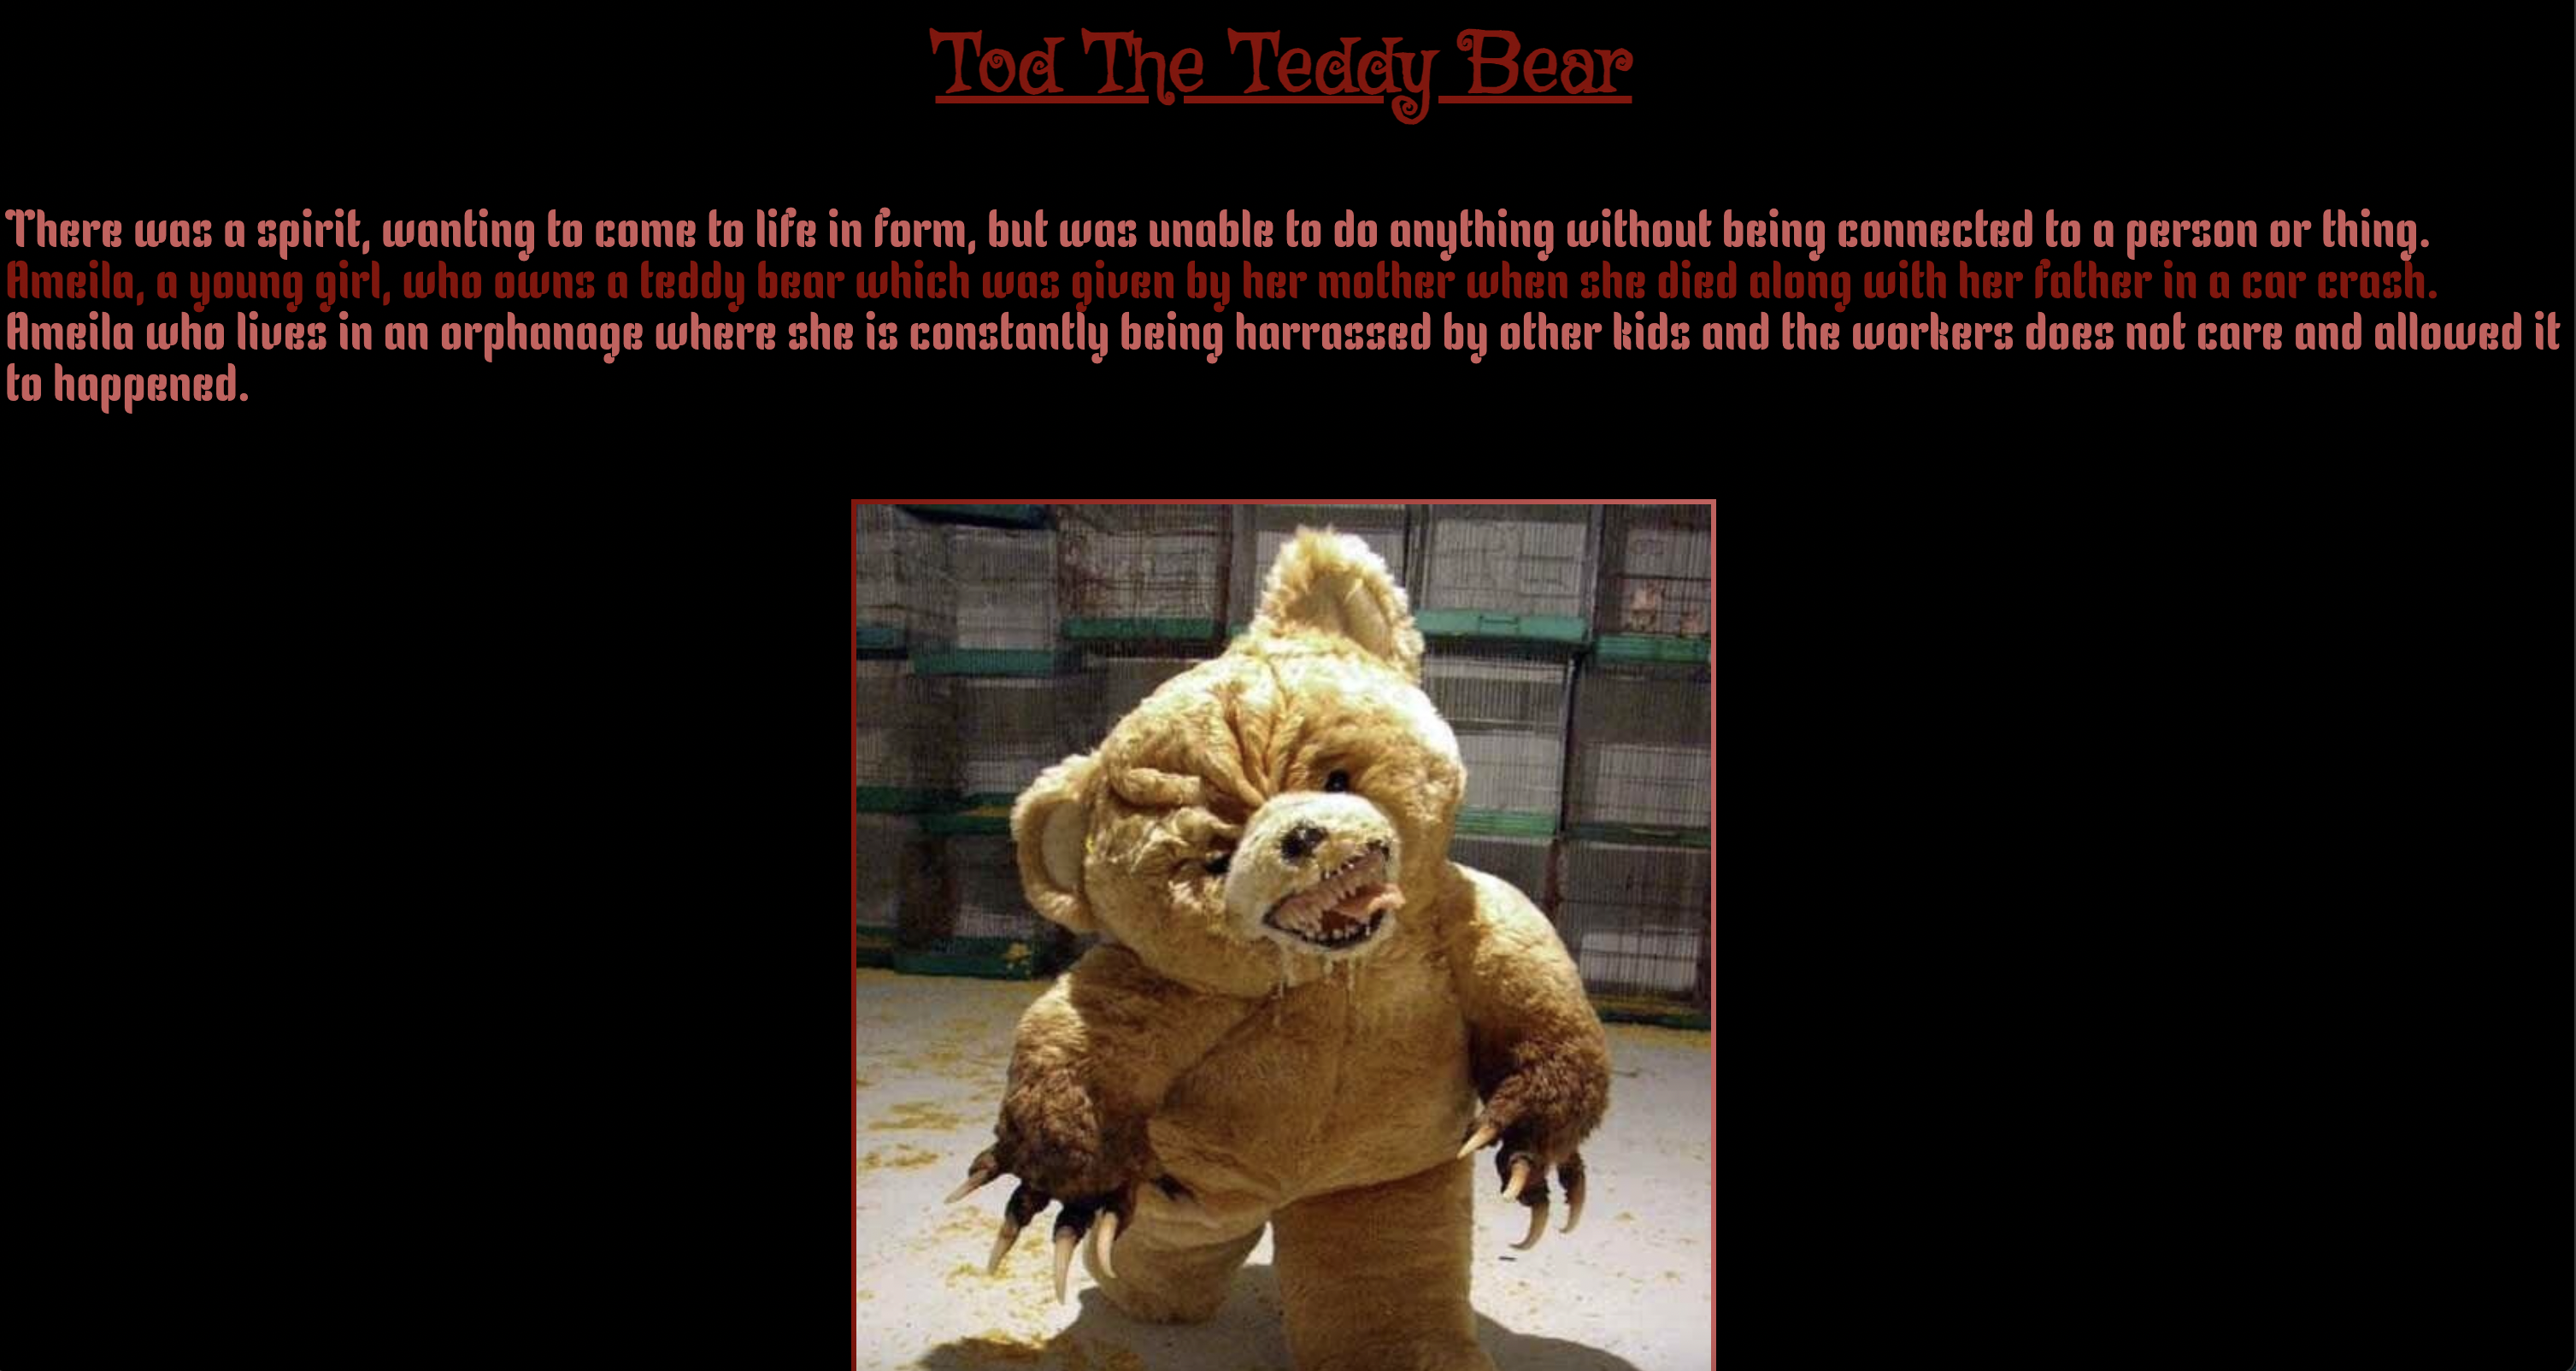 Tod The Teddy Bear
There was a spirit, wanting to come to life in form, but was unable to do anything without being connected to a person or thing.
Ameila, a young girl, who owns a teddy bear which was given by her mother when she died along with her father in a car crash.
Ameila who lives in an orphanage where she is constantly being harrassed by other kids and the workers does not care and allowed it
to happened.